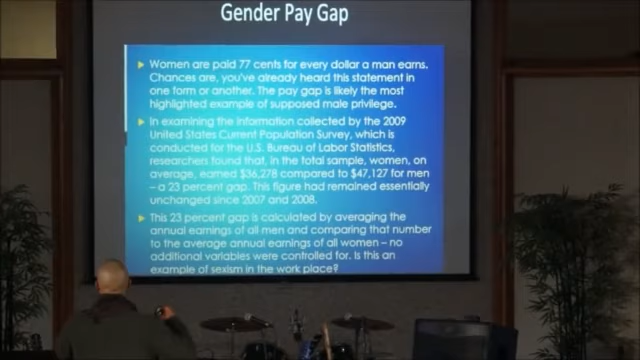 Gender Pay Gap
Women are paid 77 cents for every dollar a man earns.
Chances are, you've already heard this statement in
one form or another. The pay gap is likely the most
highlighted example of supposed male privilege.
In examining the information collected by the 2009
United States Current Population Survey, which is
conducted for the U.S. Bureau of Labor Statistics,
researchers found that, in the total sample, women, on
average, earned $36,278 compared to $47,127 for men
– a 23 percent gap. This figure had remained essentially
unchanged since 2007 and 2008.
This 23 percent gap is calculated by averaging the
annual earnings of all men and comparing that number
to the average annual earnings of all women – no
additional variables were controlled for. Is this an
example of sexism in the work place?